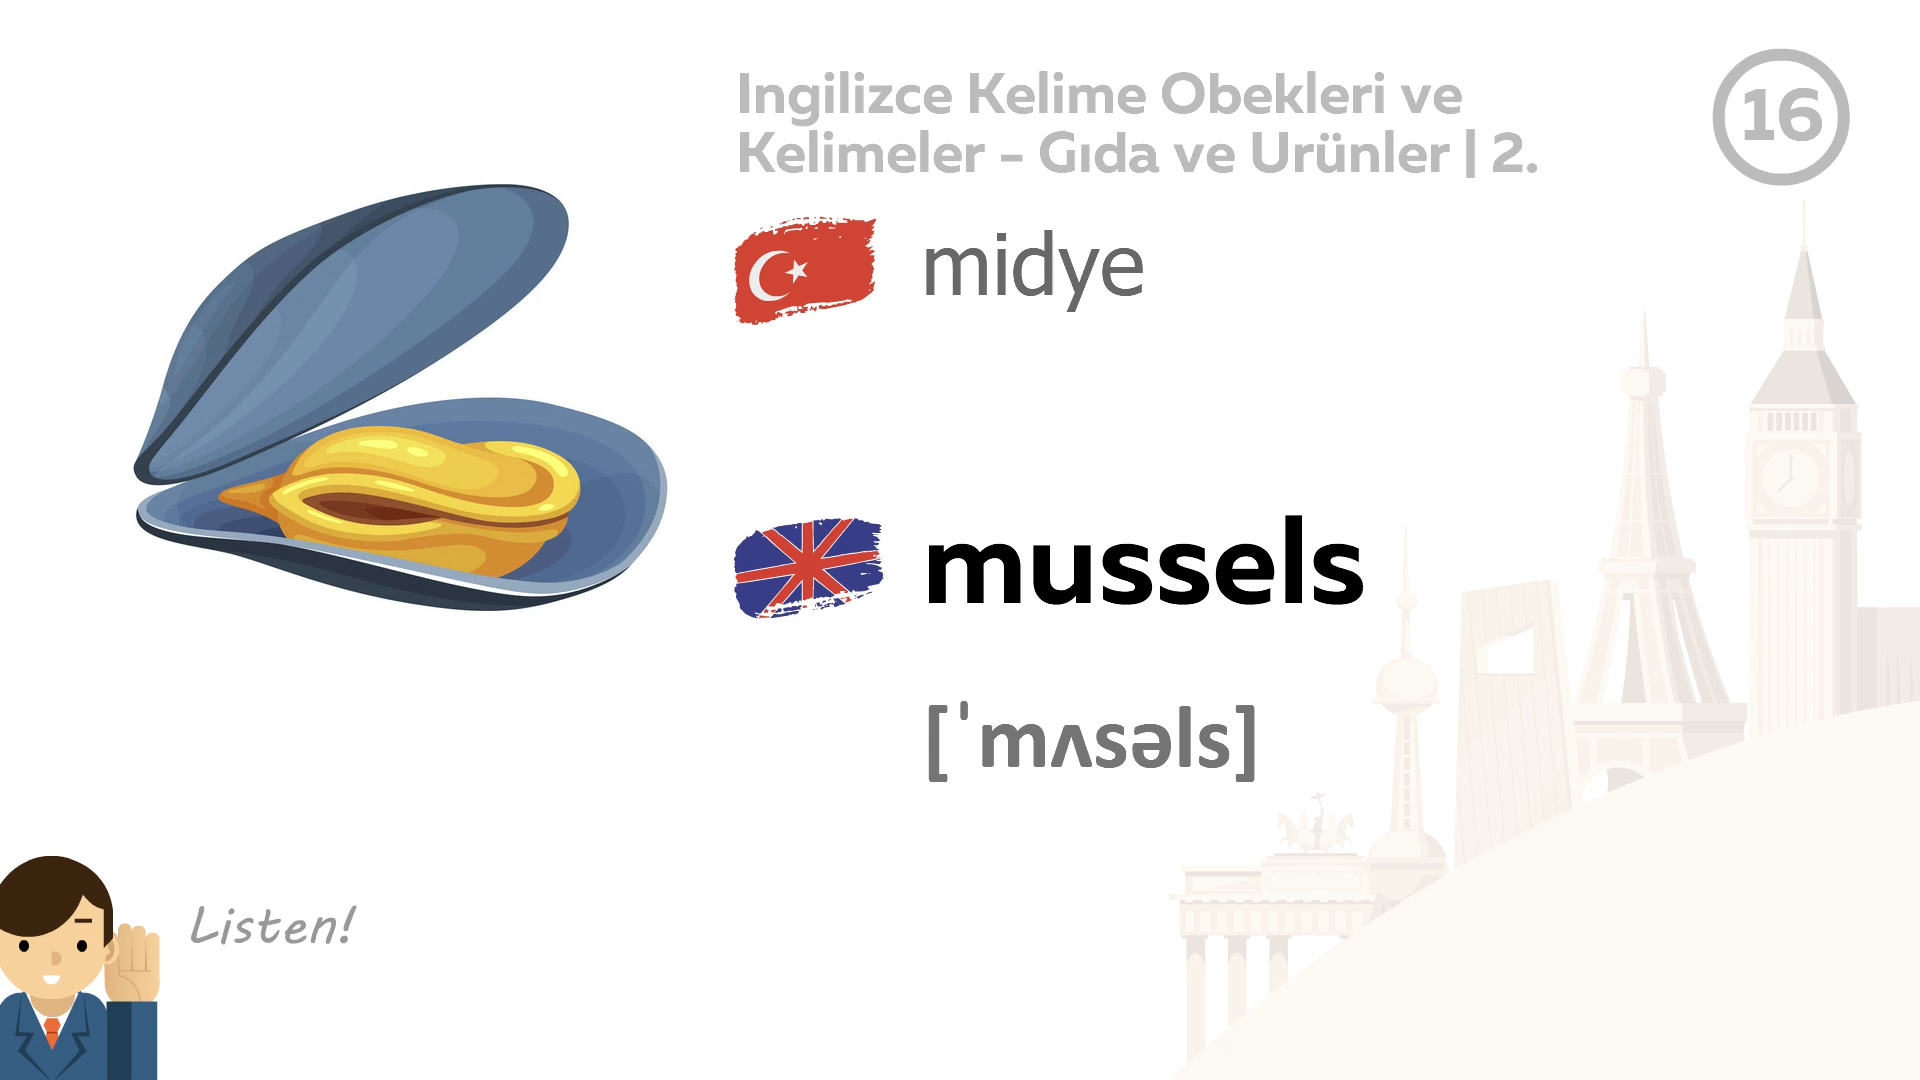 Ingilizce Kelime Obekleri ve
Kelimeler - Gıda ve Urünler | 2.
16
midye
mussels
[ˈmʌsəls]
Listen!